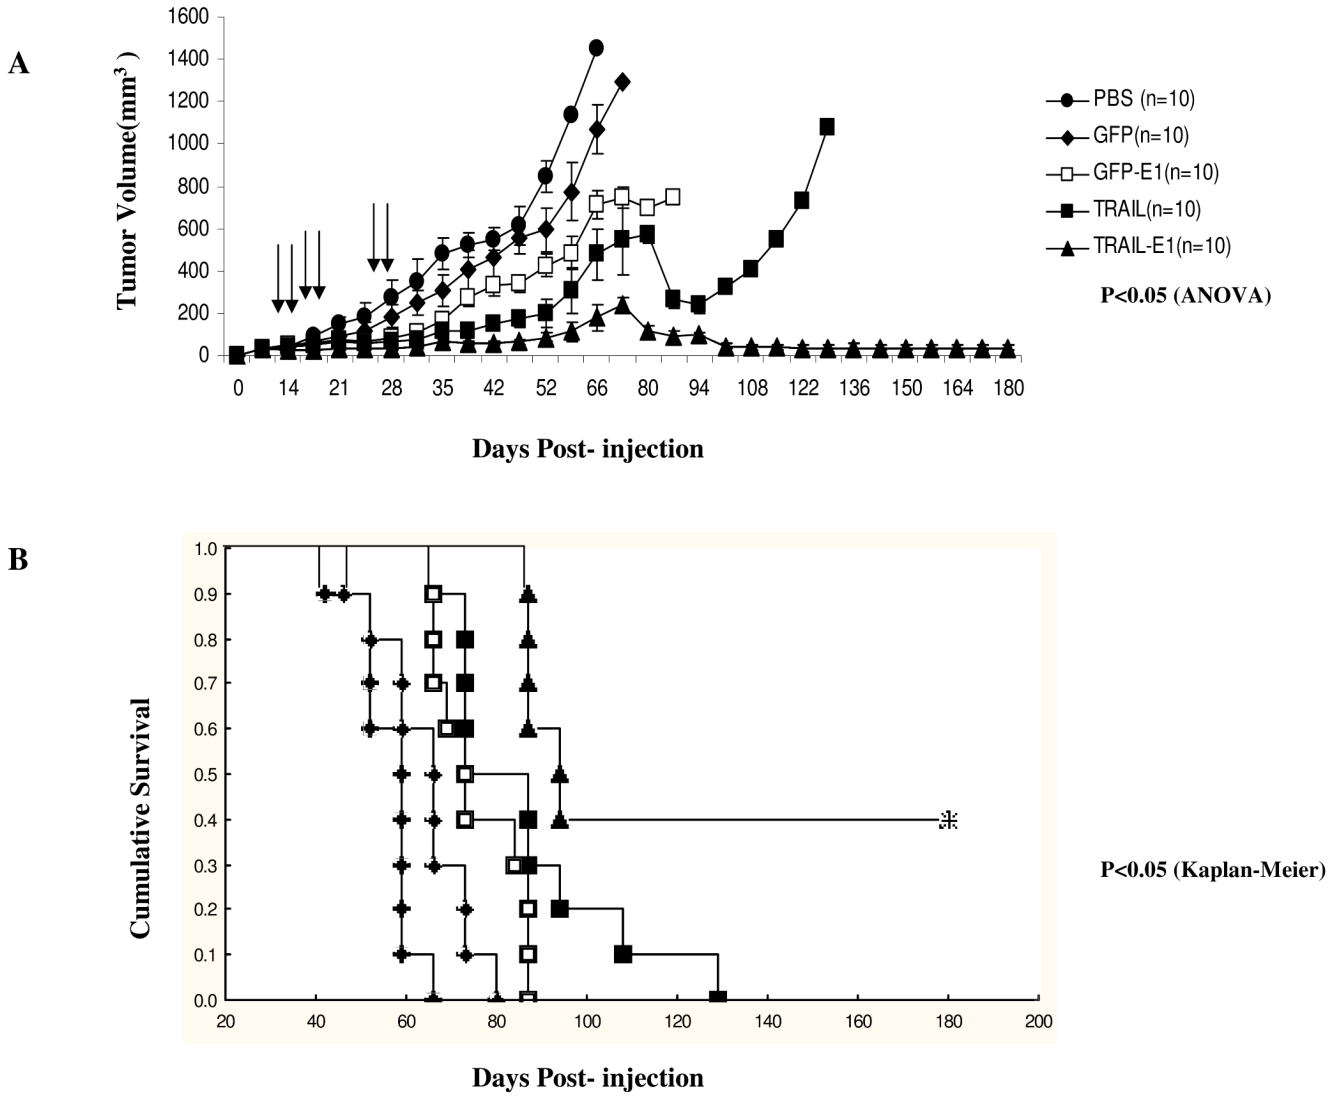 A
Tumor Volume(mm3 )
1600
1400
1200
1000
800
600
400
200
0
0 14 21 28 35 42 52 66 80 94 108 122 136 150 164 180
Days Post- injection
PBS (n=10)
GFP(n=10)
GFP-E1(n=10)
TRAIL(n=10)
TRAIL-E1(n=10)
P<0.05 (ANOVA)
B
Cumulative Survival
1.0
0.9
0.8
0.7
0.6
0.5
0.4
0.3
0.2
0.1
0.0
20 40 60 80 100 120 140 160 180 200
Days Post- injection
P<0.05 (Kaplan-Meier)